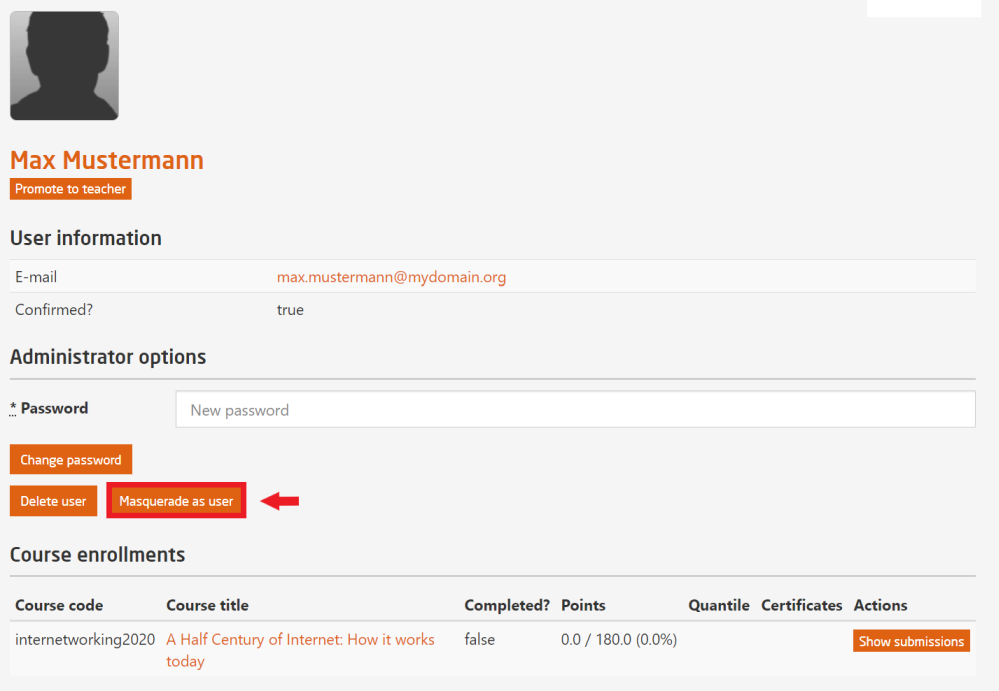 Max Mustermann
Promote to teacher
User information
E-mail max.mustermann@mydomain.org
Confirmed? true
Administrator options
* Password New password
Change password
Delete user Masquerade as user
Course enrollments
Course code Course title Completed? Points Quantile Certificates Actions
internetworking2020 A Half Century of Internet: How it works false 0.0 / 180.0 (0.0%) Show submissions
today